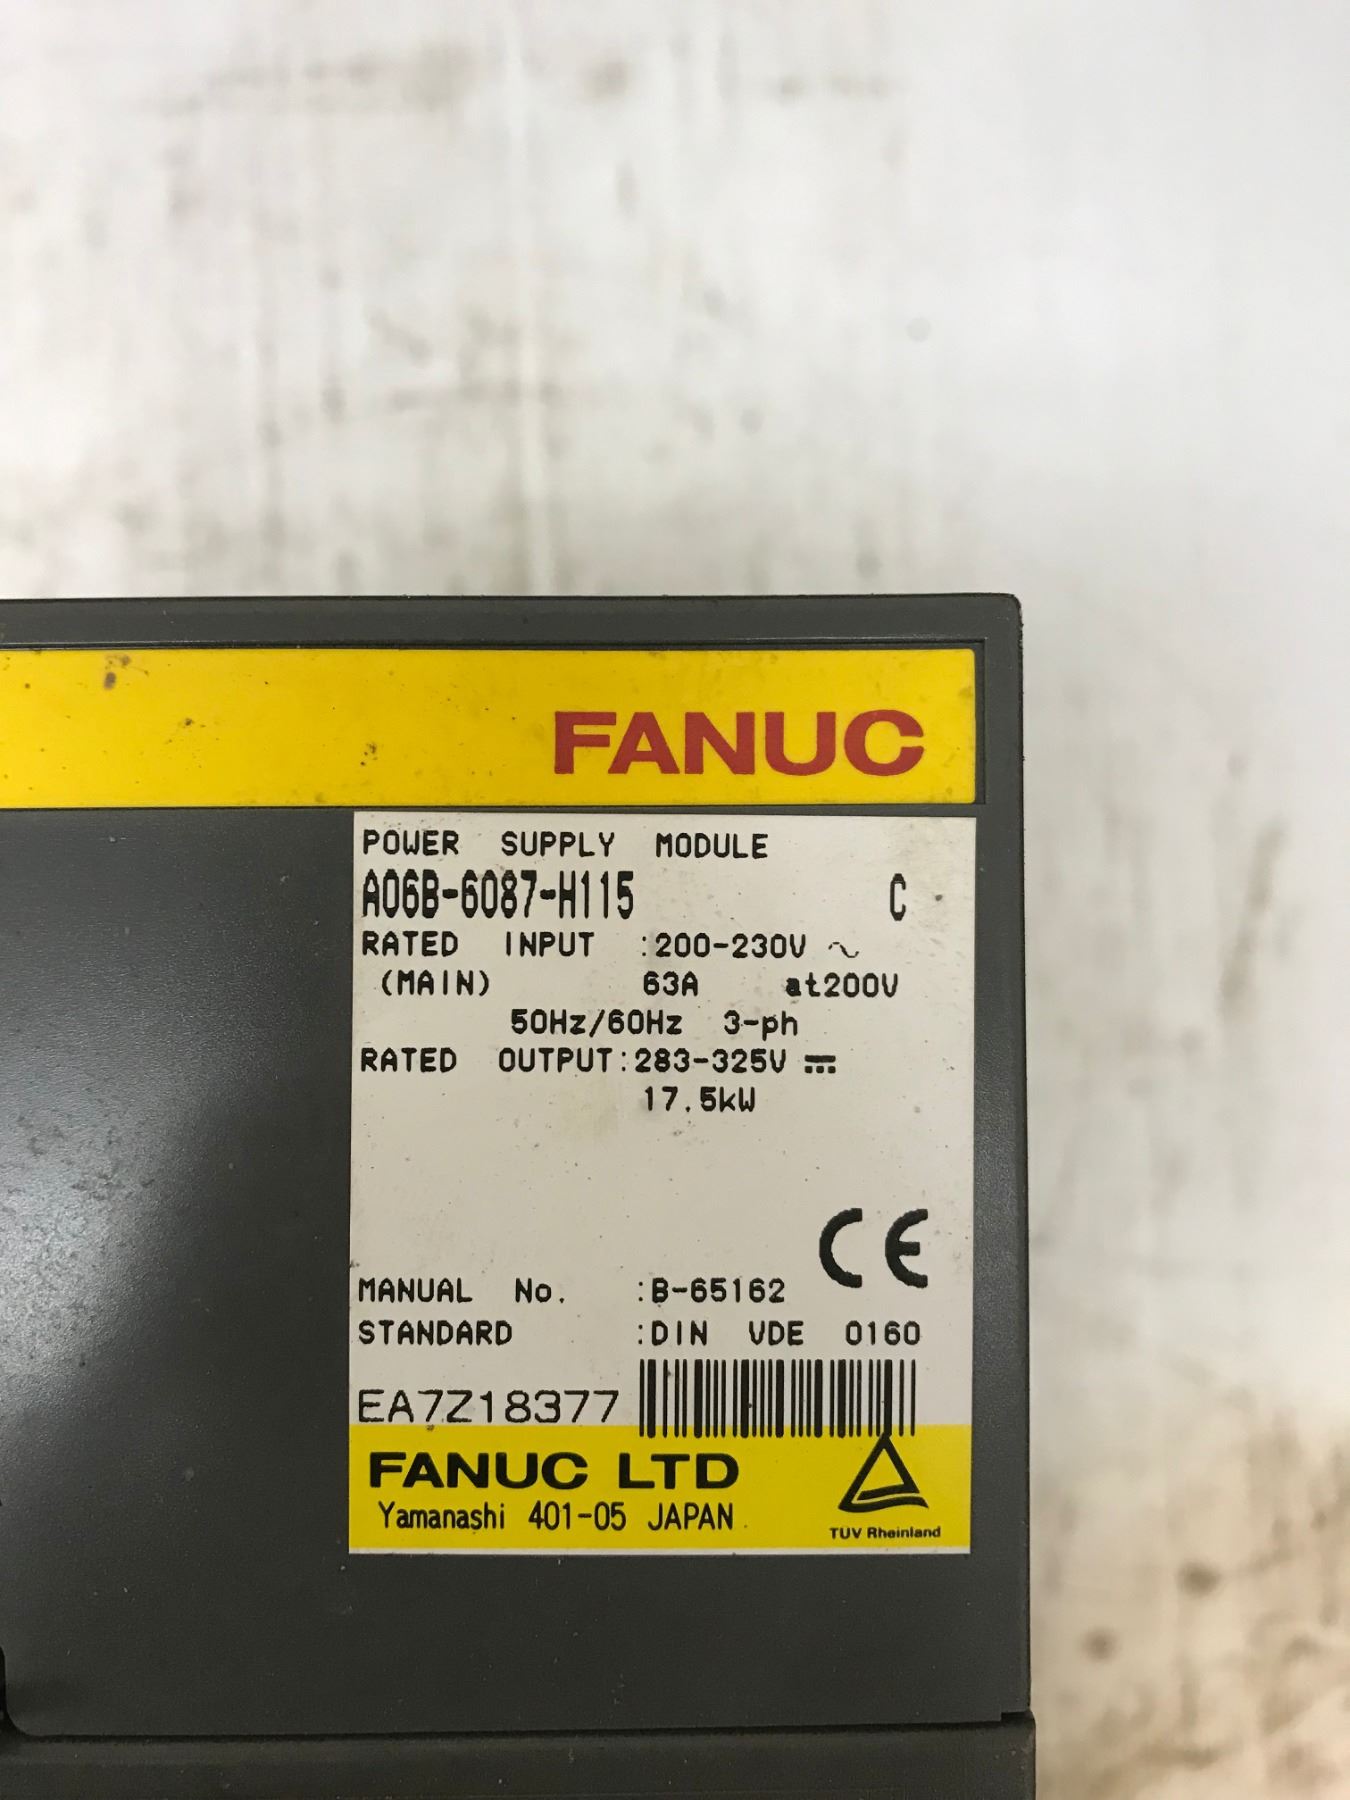 FANUC
POWER SUPPLY MODULE
A06B-6087-H115 C
RATED INPUT :200-230V ~
(MAIN) 63A at200V
50Hz/60Hz 3-ph
RATED OUTPUT:283-325V ⎓
17.5kW
CE
MANUAL No. :B-65162
STANDARD :DIN VDE 0160
EA7Z18377
FANUC LTD
Yamanashi 401-05 JAPAN
TUV Rheinland